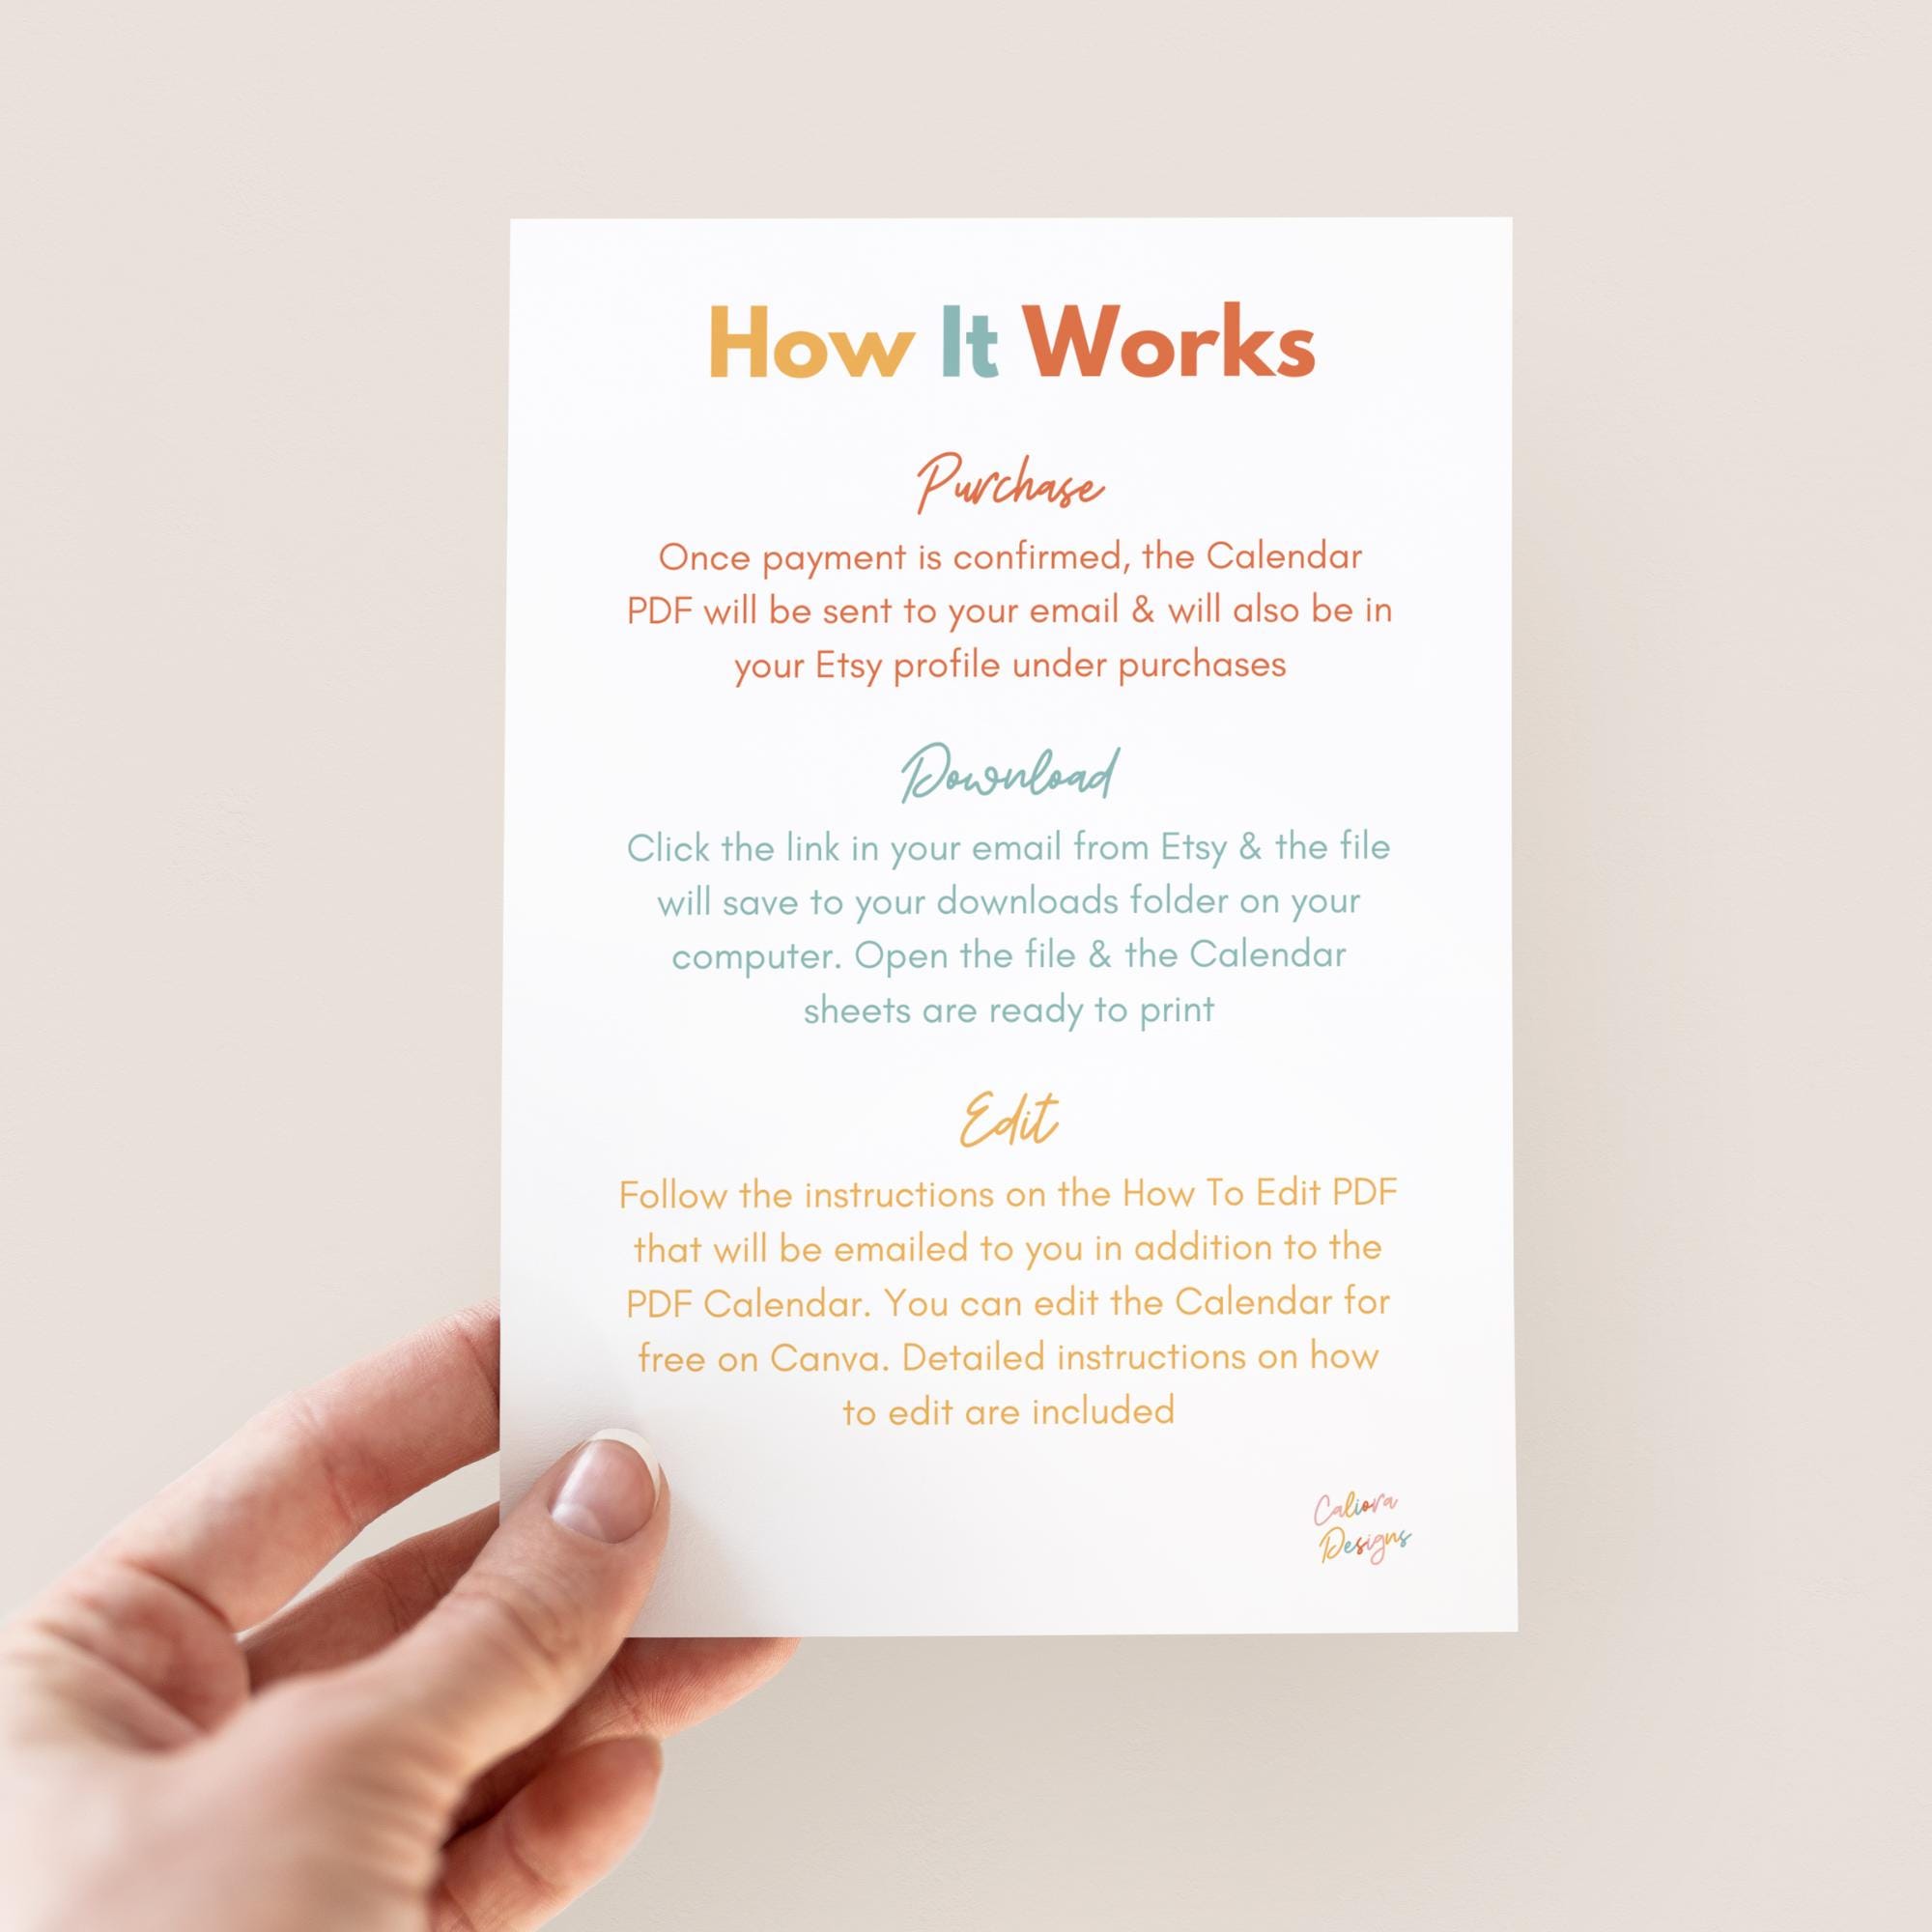 How It Works
Purchase
Once payment is confirmed, the Calendar
PDF will be sent to your email & will also be in
your Etsy profile under purchases
Download
Click the link in your email from Etsy & the file
will save to your downloads folder on your
computer. Open the file & the Calendar
sheets are ready to print
Edit
Follow the instructions on the How To Edit PDF
that will be emailed to you in addition to the
PDF Calendar. You can edit the Calendar for
free on Canva. Detailed instructions on how
to edit are included
Caliora
Designs